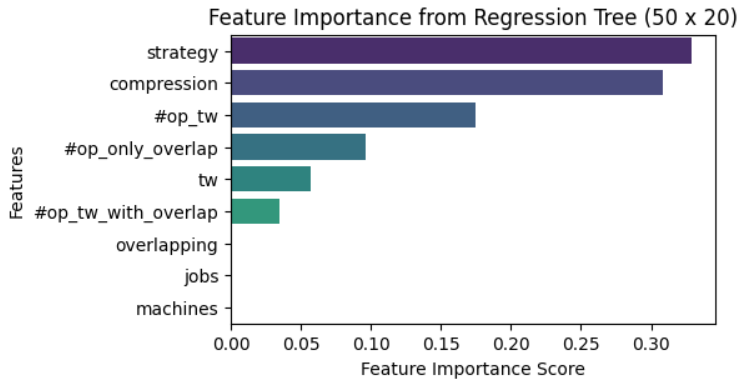 Feature Importance from Regression Tree (50 x 20)
strategy
compression
#op_tw
#op_only_overlap
tw
#op_tw_with_overlap
overlapping
jobs
machines
Features
0.00 0.05 0.10 0.15 0.20 0.25 0.30
Feature Importance Score